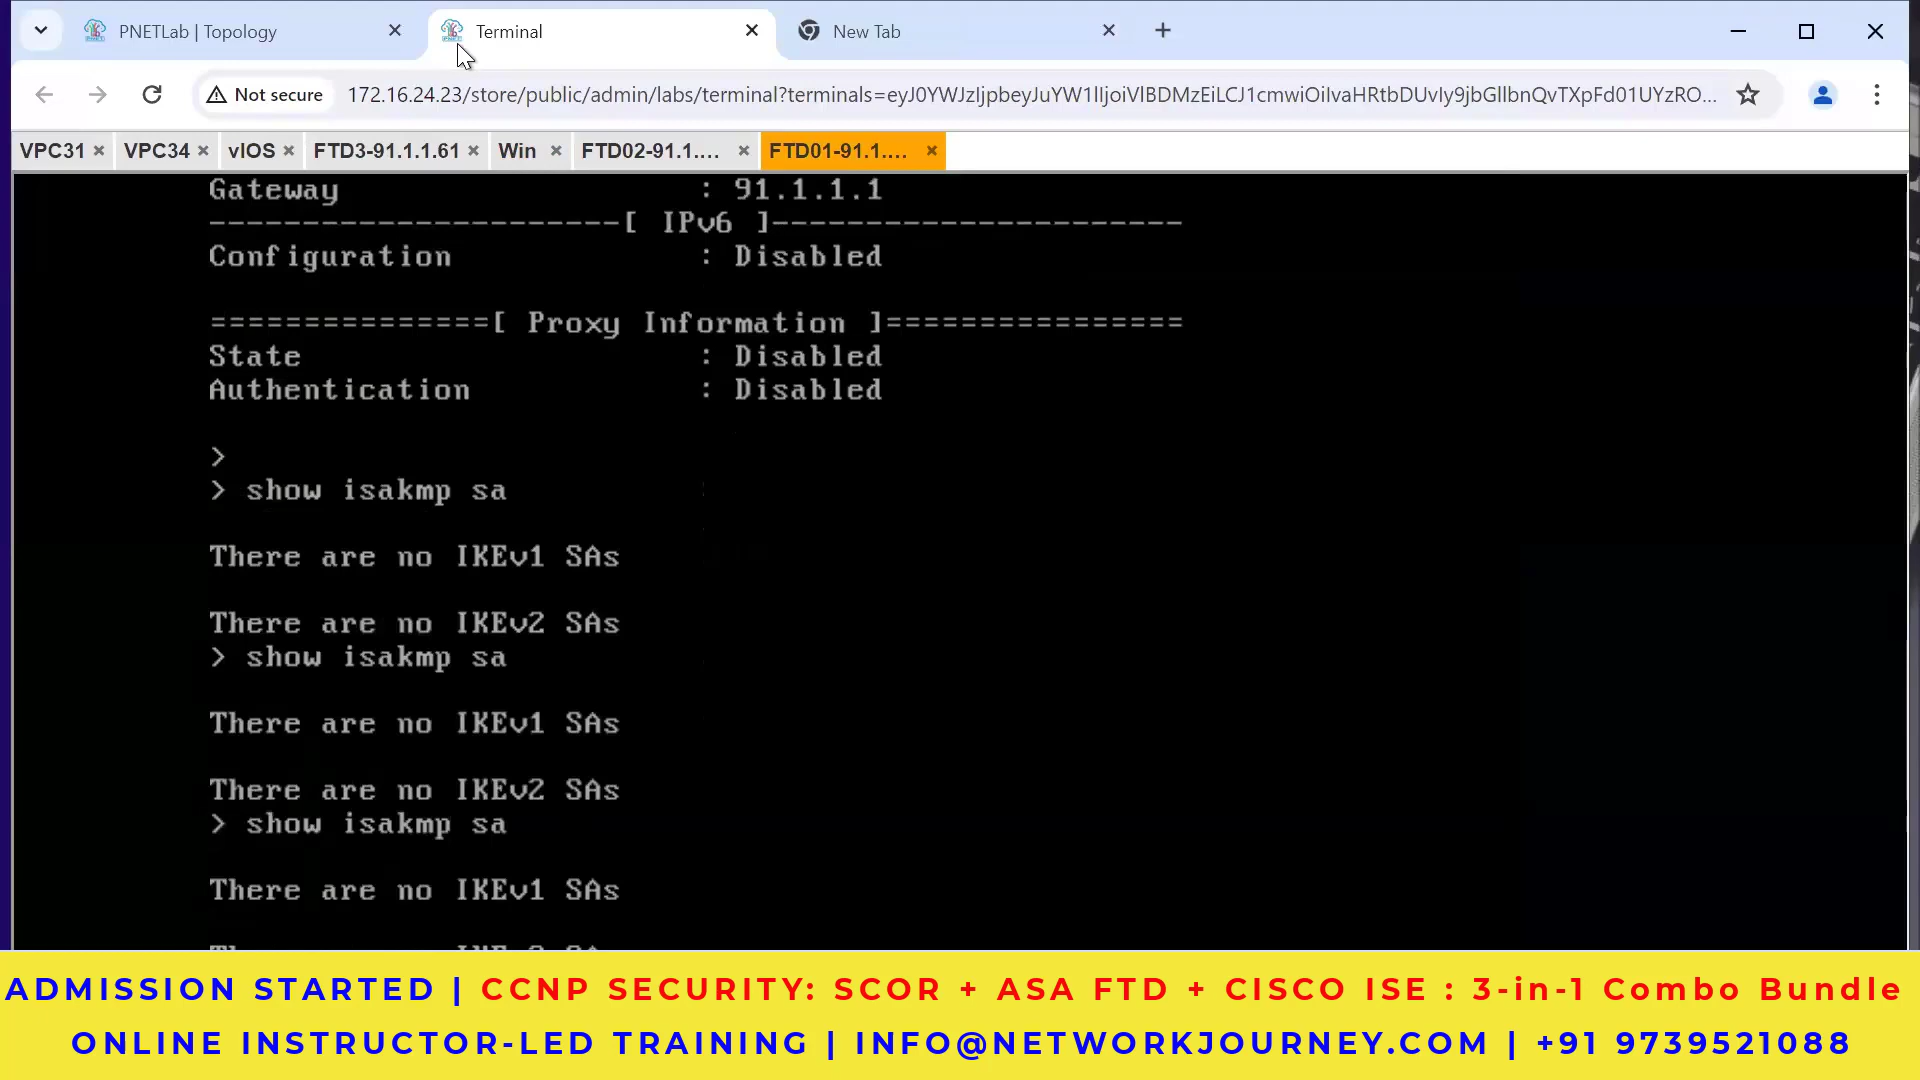 PNETLab | Topology
Terminal
New Tab
Not secure
172.16.24.23/store/public/admin/labs/terminal?terminals=eyJ0YWJzIjpbeyJuYW1lIjoiVlBDMzEiLCJ1cmwiOiIvaHRtbDUvIy9jbGllbnQvTXpFd01UYzRO...
VPC31
VPC34
vIOS
FTD3-91.1.1.61
Win
FTD02-91.1....
FTD01-91.1....
Gateway : 91.1.1.1
----------------------[ IPv6 ]----------------------
Configuration : Disabled
===============[ Proxy Information ]================
State : Disabled
Authentication : Disabled
>
> show isakmp sa
There are no IKEv1 SAs
There are no IKEv2 SAs
> show isakmp sa
There are no IKEv1 SAs
There are no IKEv2 SAs
> show isakmp sa
There are no IKEv1 SAs
ADMISSION STARTED | CCNP SECURITY: SCOR + ASA FTD + CISCO ISE : 3-in-1 Combo Bundle
ONLINE INSTRUCTOR-LED TRAINING | INFO@NETWORKJOURNEY.COM | +91 9739521088